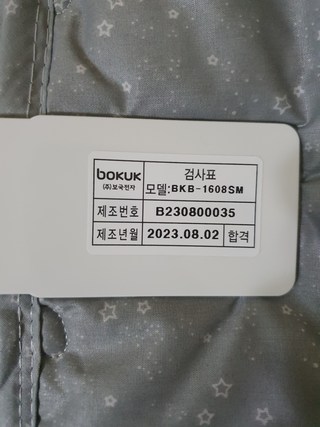 bokuk
(주)보국전자
검사표
모델:BKB-1608SM
제조번호 B230800035
제조년월 2023.08.02 합격